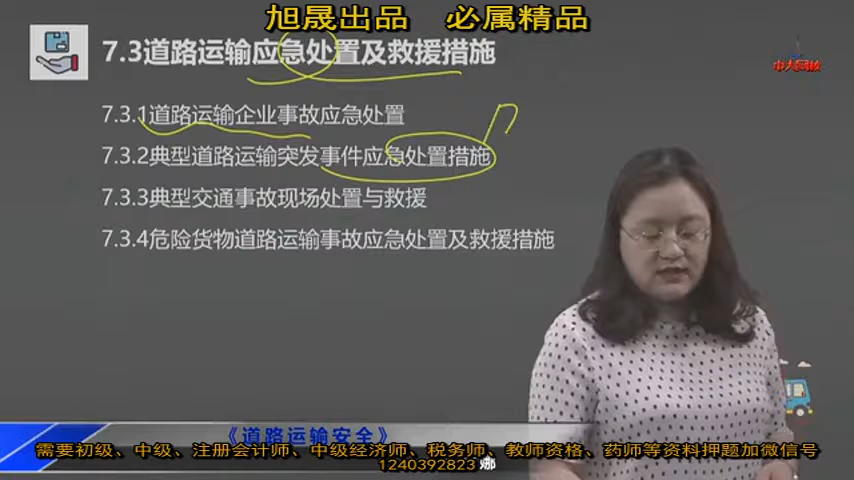 旭晟出品 必属精品
7.3道路运输应急处置及救援措施
中大网校
7.3.1道路运输企业事故应急处置
7.3.2典型道路运输突发事件应急处置措施
7.3.3典型交通事故现场处置与救援
7.3.4危险货物道路运输事故应急处置及救援措施
《道路运输安全》
需要初级、中级、注册会计师、中级经济师、税务师、教师资格、药师等资料押题加微信号
1240392823
娜